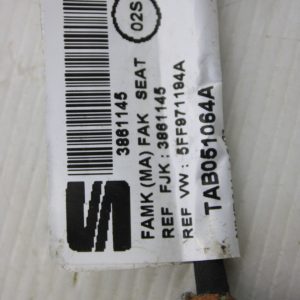 02S
3861145
FAMK (MA) FAK SEAT
REF FJK : 3861145
REF VW : 5FF971194A
TAB051064A